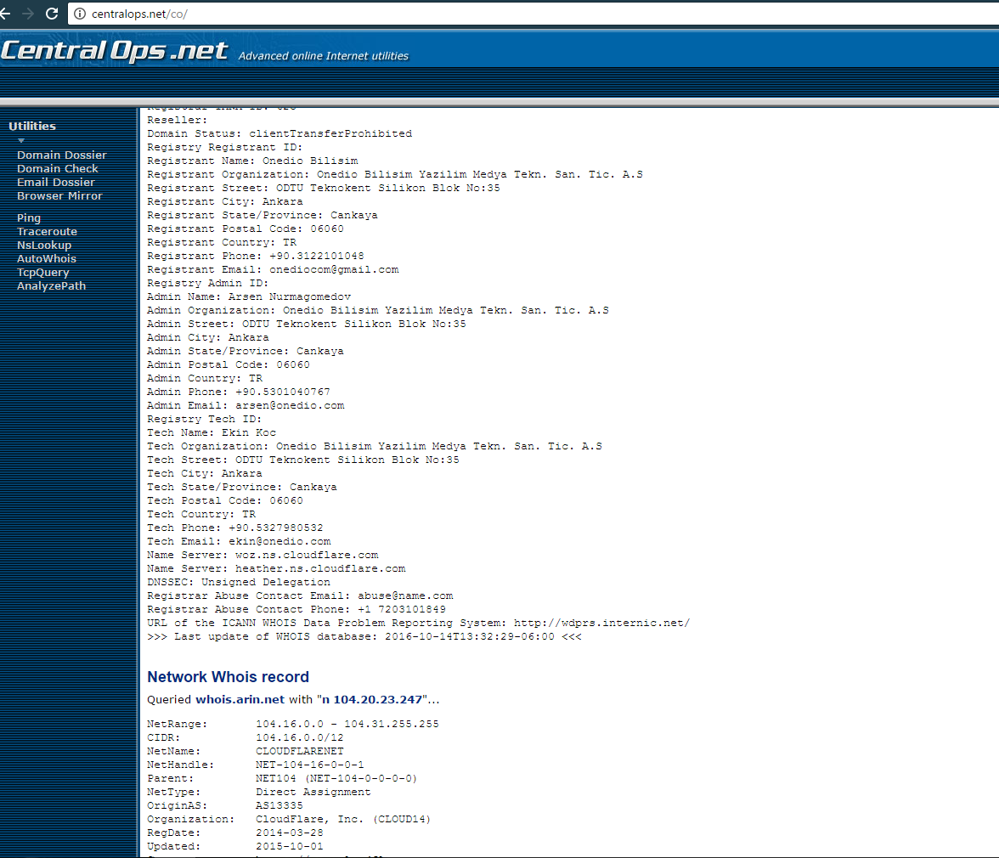 centralops.net/co/
Central Ops .net Advanced online Internet utilities
Utilities
Domain Dossier
Domain Check
Email Dossier
Browser Mirror
Ping
Traceroute
NsLookup
AutoWhois
TcpQuery
AnalyzePath
Reseller:
Domain Status: clientTransferProhibited
Registry Registrant ID:
Registrant Name: Onedio Bilisim
Registrant Organization: Onedio Bilisim Yazilim Medya Tekn. San. Tic. A.S
Registrant Street: ODTU Teknokent Silikon Blok No:35
Registrant City: Ankara
Registrant State/Province: Cankaya
Registrant Postal Code: 06060
Registrant Country: TR
Registrant Phone: +90.3122101048
Registrant Email: onediocom@gmail.com
Registry Admin ID:
Admin Name: Arsen Nurmagomedov
Admin Organization: Onedio Bilisim Yazilim Medya Tekn. San. Tic. A.S
Admin Street: ODTU Teknokent Silikon Blok No:35
Admin City: Ankara
Admin State/Province: Cankaya
Admin Postal Code: 06060
Admin Country: TR
Admin Phone: +90.5301040767
Admin Email: arsen@onedio.com
Registry Tech ID:
Tech Name: Ekin Koc
Tech Organization: Onedio Bilisim Yazilim Medya Tekn. San. Tic. A.S
Tech Street: ODTU Teknokent Silikon Blok No:35
Tech City: Ankara
Tech State/Province: Cankaya
Tech Postal Code: 06060
Tech Country: TR
Tech Phone: +90.5327980532
Tech Email: ekin@onedio.com
Name Server: woz.ns.cloudflare.com
Name Server: heather.ns.cloudflare.com
DNSSEC: Unsigned Delegation
Registrar Abuse Contact Email: abuse@name.com
Registrar Abuse Contact Phone: +1 7203101849
URL of the ICANN WHOIS Data Problem Reporting System: http://wdprs.internic.net/
>>> Last update of WHOIS database: 2016-10-14T13:32:29-06:00 <<<
Network Whois record
Queried whois.arin.net with "n 104.20.23.247"...
NetRange: 104.16.0.0 - 104.31.255.255
CIDR: 104.16.0.0/12
NetName: CLOUDFLARENET
NetHandle: NET-104-16-0-0-1
Parent: NET104 (NET-104-0-0-0-0)
NetType: Direct Assignment
OriginAS: AS13335
Organization: CloudFlare, Inc. (CLOUD14)
RegDate: 2014-03-28
Updated: 2015-10-01